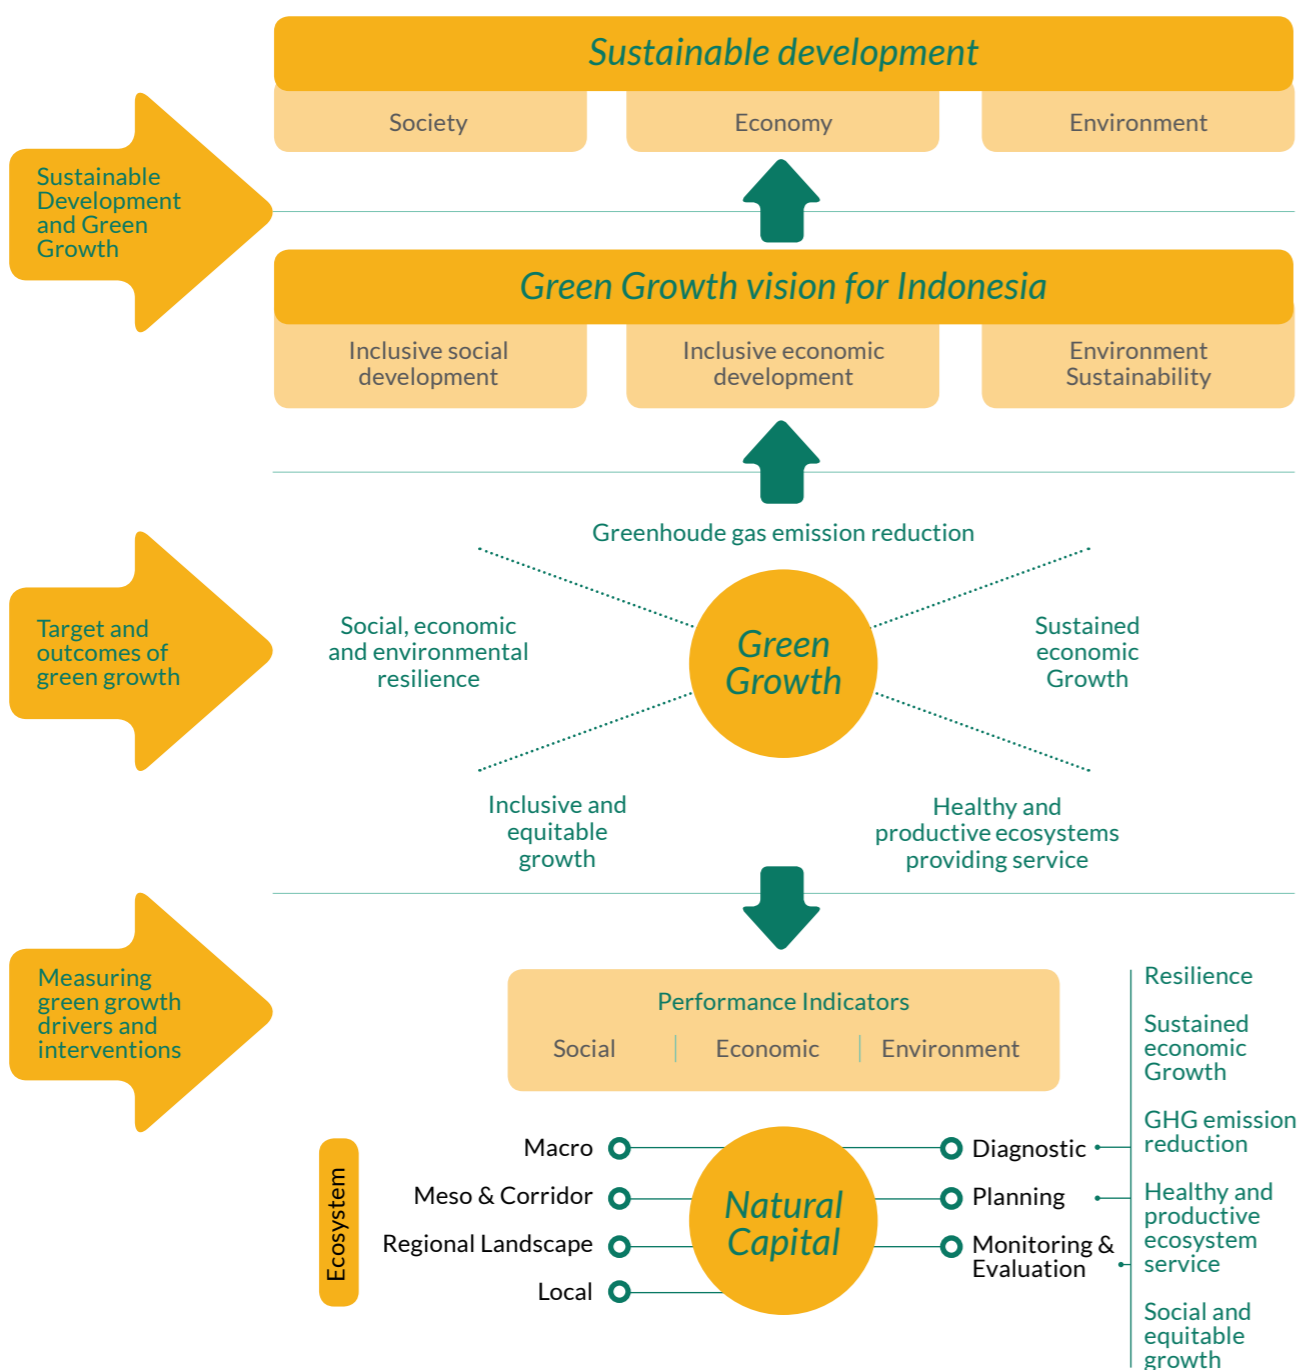 Sustainable development
Society
Economy
Environment
Sustainable
Development
and Green
Growth
Green Growth vision for Indonesia
Inclusive social
development
Inclusive economic
development
Environment
Sustainability
Greenhoude gas emission reduction
Target and
outcomes of
green growth
Social, economic
and environmental
resilience
Green
Growth
Sustained
economic
Growth
Inclusive and
equitable
growth
Healthy and
productive ecosystems
providing service
Measuring
green growth
drivers and
interventions
Performance Indicators
Social
Economic
Environment
Ecosystem
Macro
Meso & Corridor
Regional Landscape
Local
Natural
Capital
Diagnostic
Planning
Monitoring &
Evaluation
Resilience
Sustained
economic
Growth
GHG emission
reduction
Healthy and
productive
ecosystem
service
Social and
equitable
growth